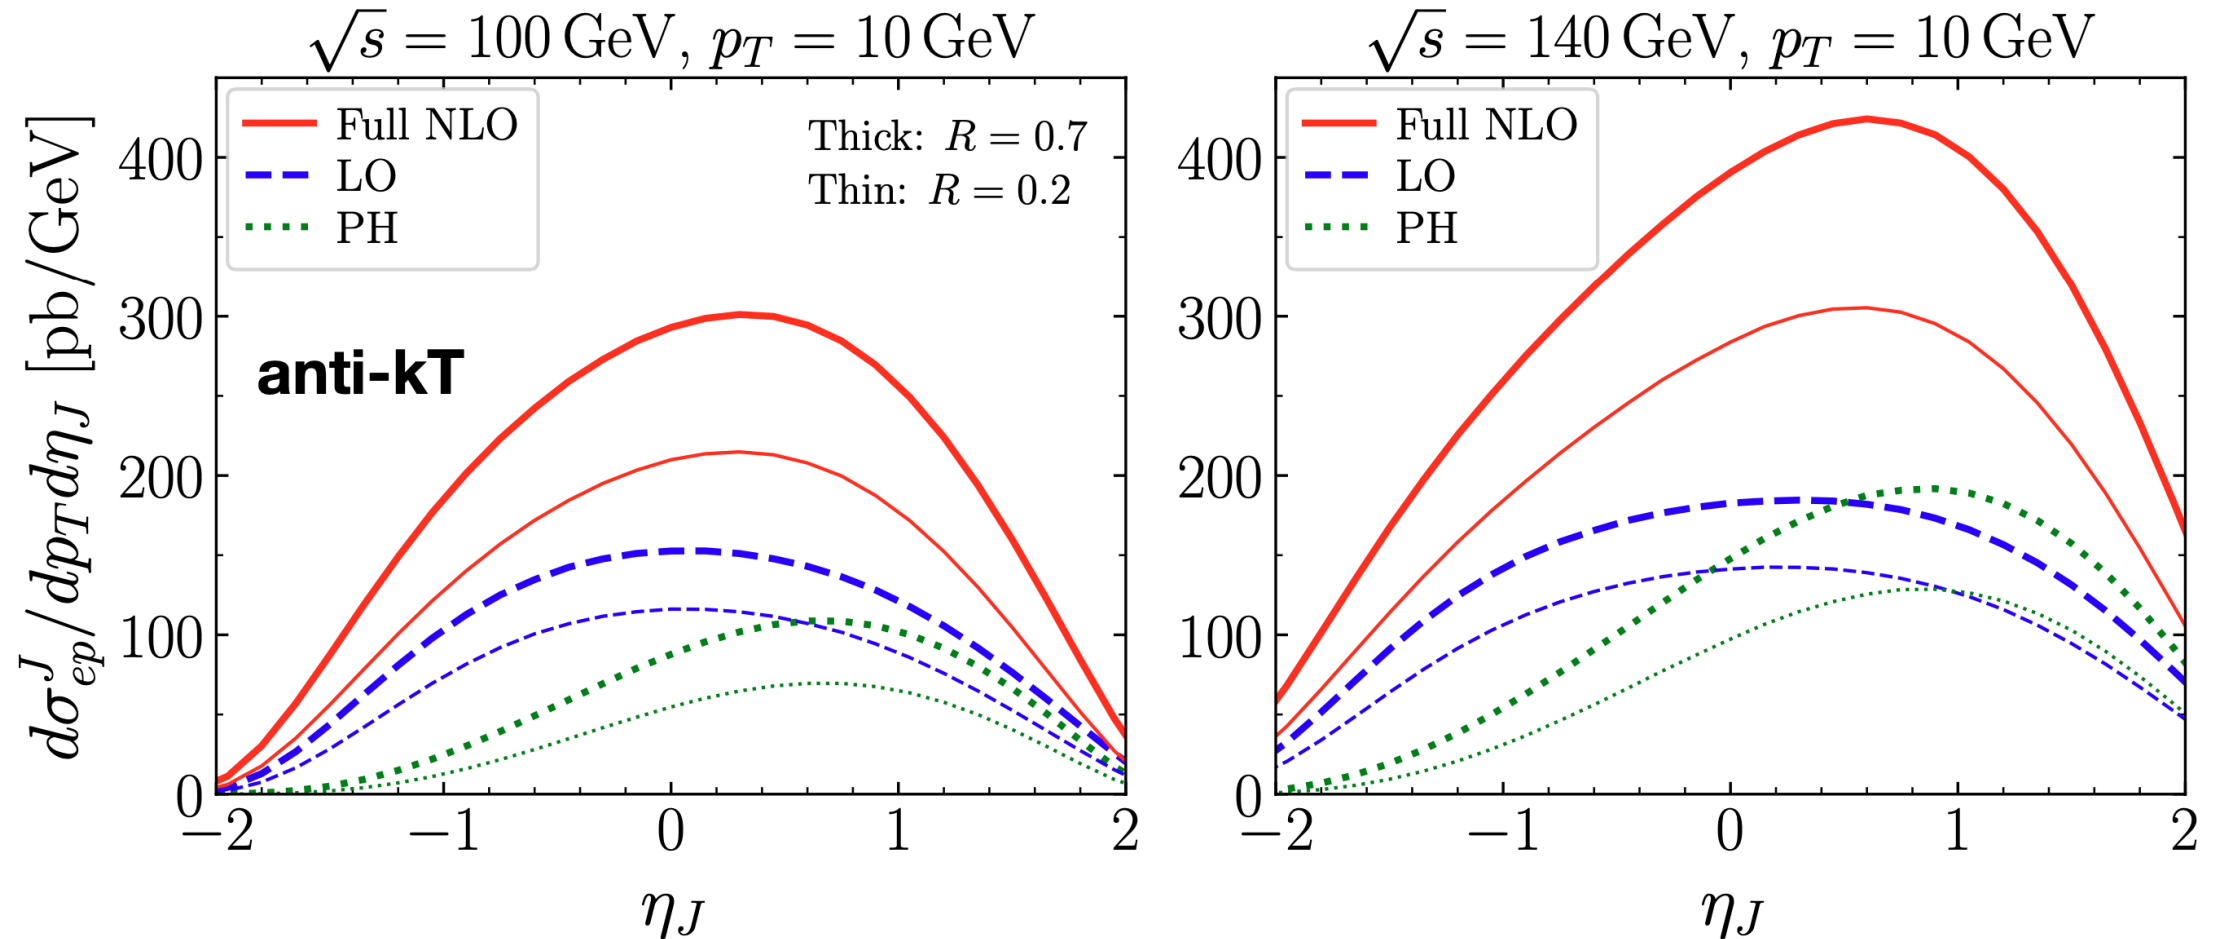 √s = 100 GeV, p_T = 10 GeV
Full NLO
LO
PH
Thick: R = 0.7
Thin: R = 0.2
anti-kT
dσ^J_ep/dp_T dη_J [pb/GeV]
400
300
200
100
0
−2 −1 0 1 2
η_J
√s = 140 GeV, p_T = 10 GeV
Full NLO
LO
PH
400
300
200
100
0
−2 −1 0 1 2
η_J